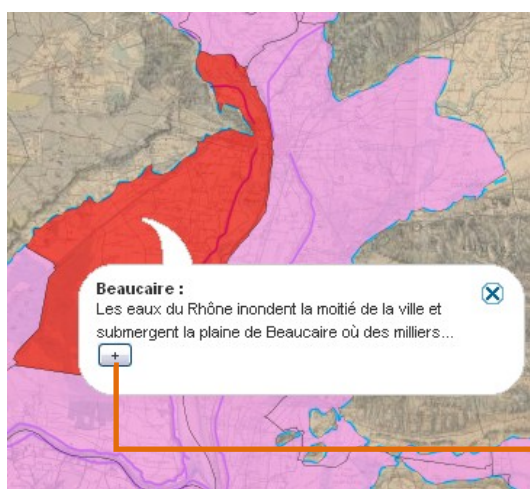 Beaucaire :
Les eaux du Rhône inondent la moitié de la ville et
submergent la plaine de Beaucaire où des milliers...
+